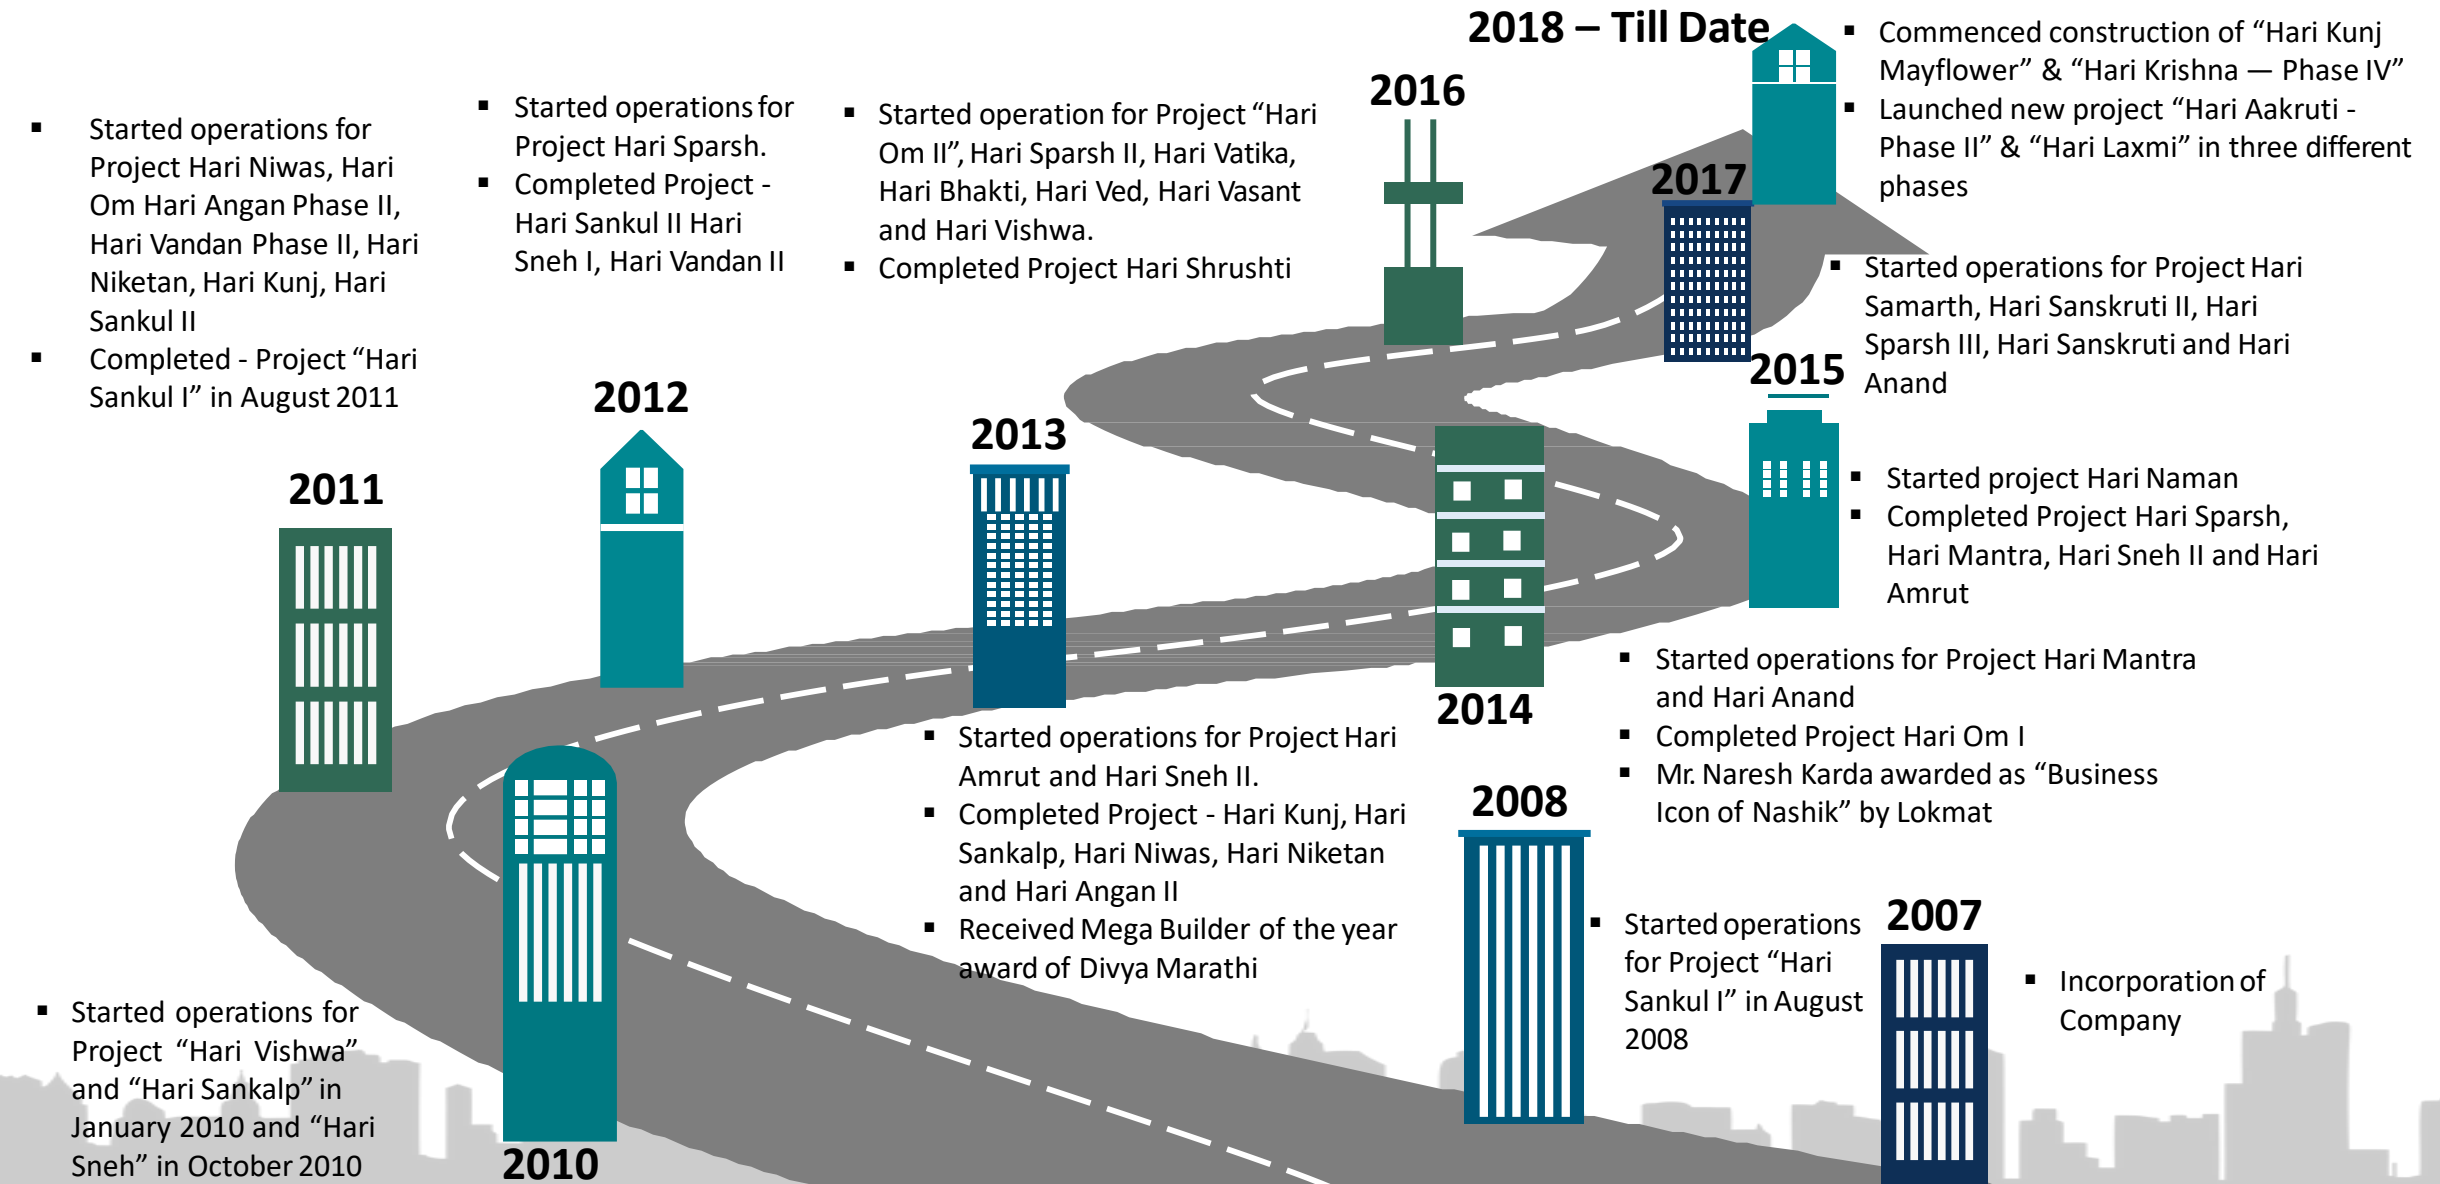 2018 – Till Date
▪ Commenced construction of “Hari Kunj
Mayflower” & “Hari Krishna — Phase IV”
▪ Launched new project “Hari Aakruti -
Phase II” & “Hari Laxmi” in three different
phases
2016
▪ Started operation for Project “Hari
Om II”, Hari Sparsh II, Hari Vatika,
Hari Bhakti, Hari Ved, Hari Vasant
and Hari Vishwa.
▪ Completed Project Hari Shrushti
▪ Started operations for
Project Hari Sparsh.
▪ Completed Project -
Hari Sankul II Hari
Sneh I, Hari Vandan II
▪ Started operations for
Project Hari Niwas, Hari
Om Hari Angan Phase II,
Hari Vandan Phase II, Hari
Niketan, Hari Kunj, Hari
Sankul II
▪ Completed - Project “Hari
Sankul I” in August 2011
2017
▪ Started operations for Project Hari
Samarth, Hari Sanskruti II, Hari
Sparsh III, Hari Sanskruti and Hari
Anand
2015
2012
2013
2011
▪ Started project Hari Naman
▪ Completed Project Hari Sparsh,
Hari Mantra, Hari Sneh II and Hari
Amrut
▪ Started operations for Project Hari Mantra
and Hari Anand
▪ Completed Project Hari Om I
▪ Mr. Naresh Karda awarded as “Business
Icon of Nashik” by Lokmat
2014
▪ Started operations for Project Hari
Amrut and Hari Sneh II.
▪ Completed Project - Hari Kunj, Hari
Sankalp, Hari Niwas, Hari Niketan
and Hari Angan II
▪ Received Mega Builder of the year
award of Divya Marathi
2008
▪ Started operations
for Project “Hari
Sankul I” in August
2008
2007
▪ Incorporation of
Company
▪ Started operations for
Project “Hari Vishwa”
and “Hari Sankalp” in
January 2010 and “Hari
Sneh” in October 2010
2010